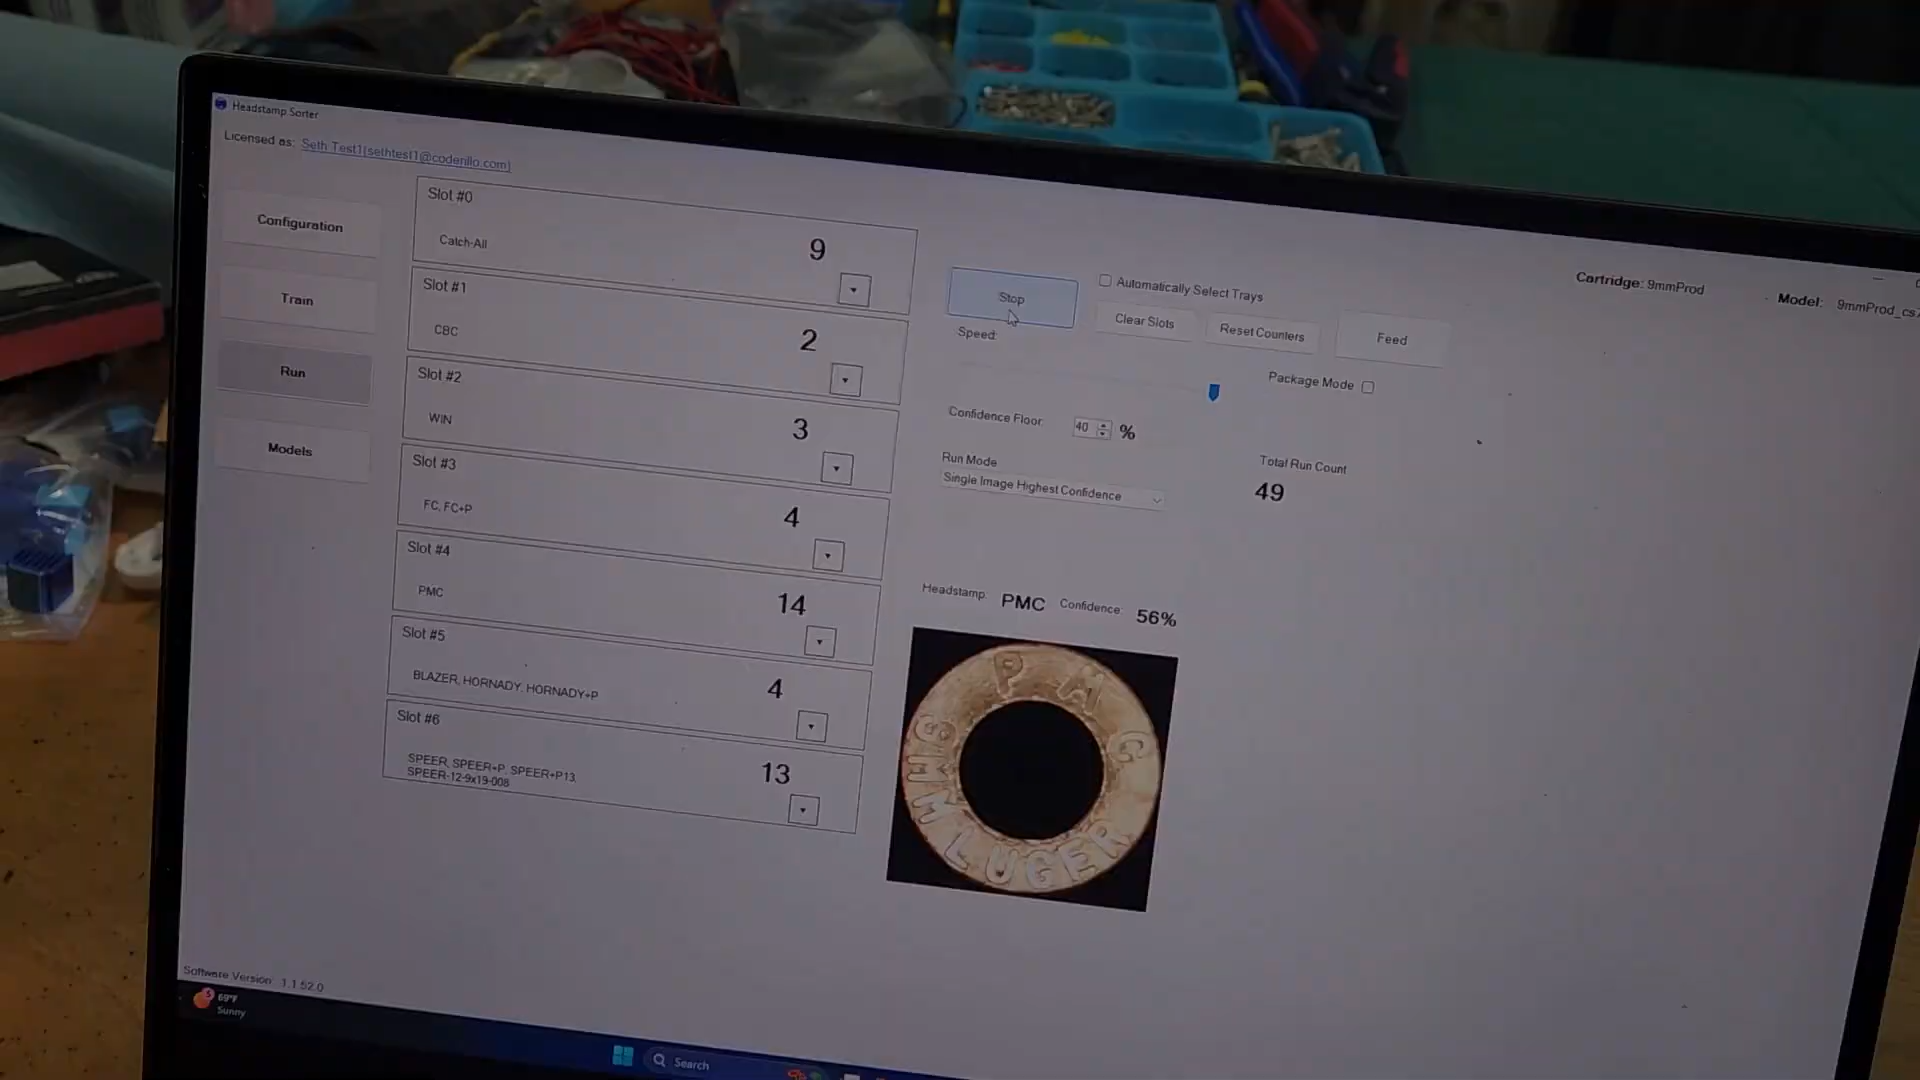 Headstamp Sorter
Licensed as: Seth Test1(sethtest1@coderillo.com)
Configuration
Train
Run
Models
Slot #0
Catch-All
9
Slot #1
CBC
2
Slot #2
WIN
3
Slot #3
FC, FC+P
4
Slot #4
PMC
14
Slot #5
BLAZER, HORNADY, HORNADY+P
4
Slot #6
SPEER, SPEER+P, SPEER+P13,
SPEER-12-9x19-008
13
Stop
Automatically Select Trays
Clear Slots
Reset Counters
Feed
Speed:
Package Mode
Confidence Floor:
40 %
Run Mode
Single Image Highest Confidence
Total Run Count
49
Cartridge: 9mmProd
Model: 9mmProd_cs
Headstamp: PMC Confidence: 56%
P M C
9MM LUGER
Software Version: 1.1.52.0
69°F
Sunny
Search